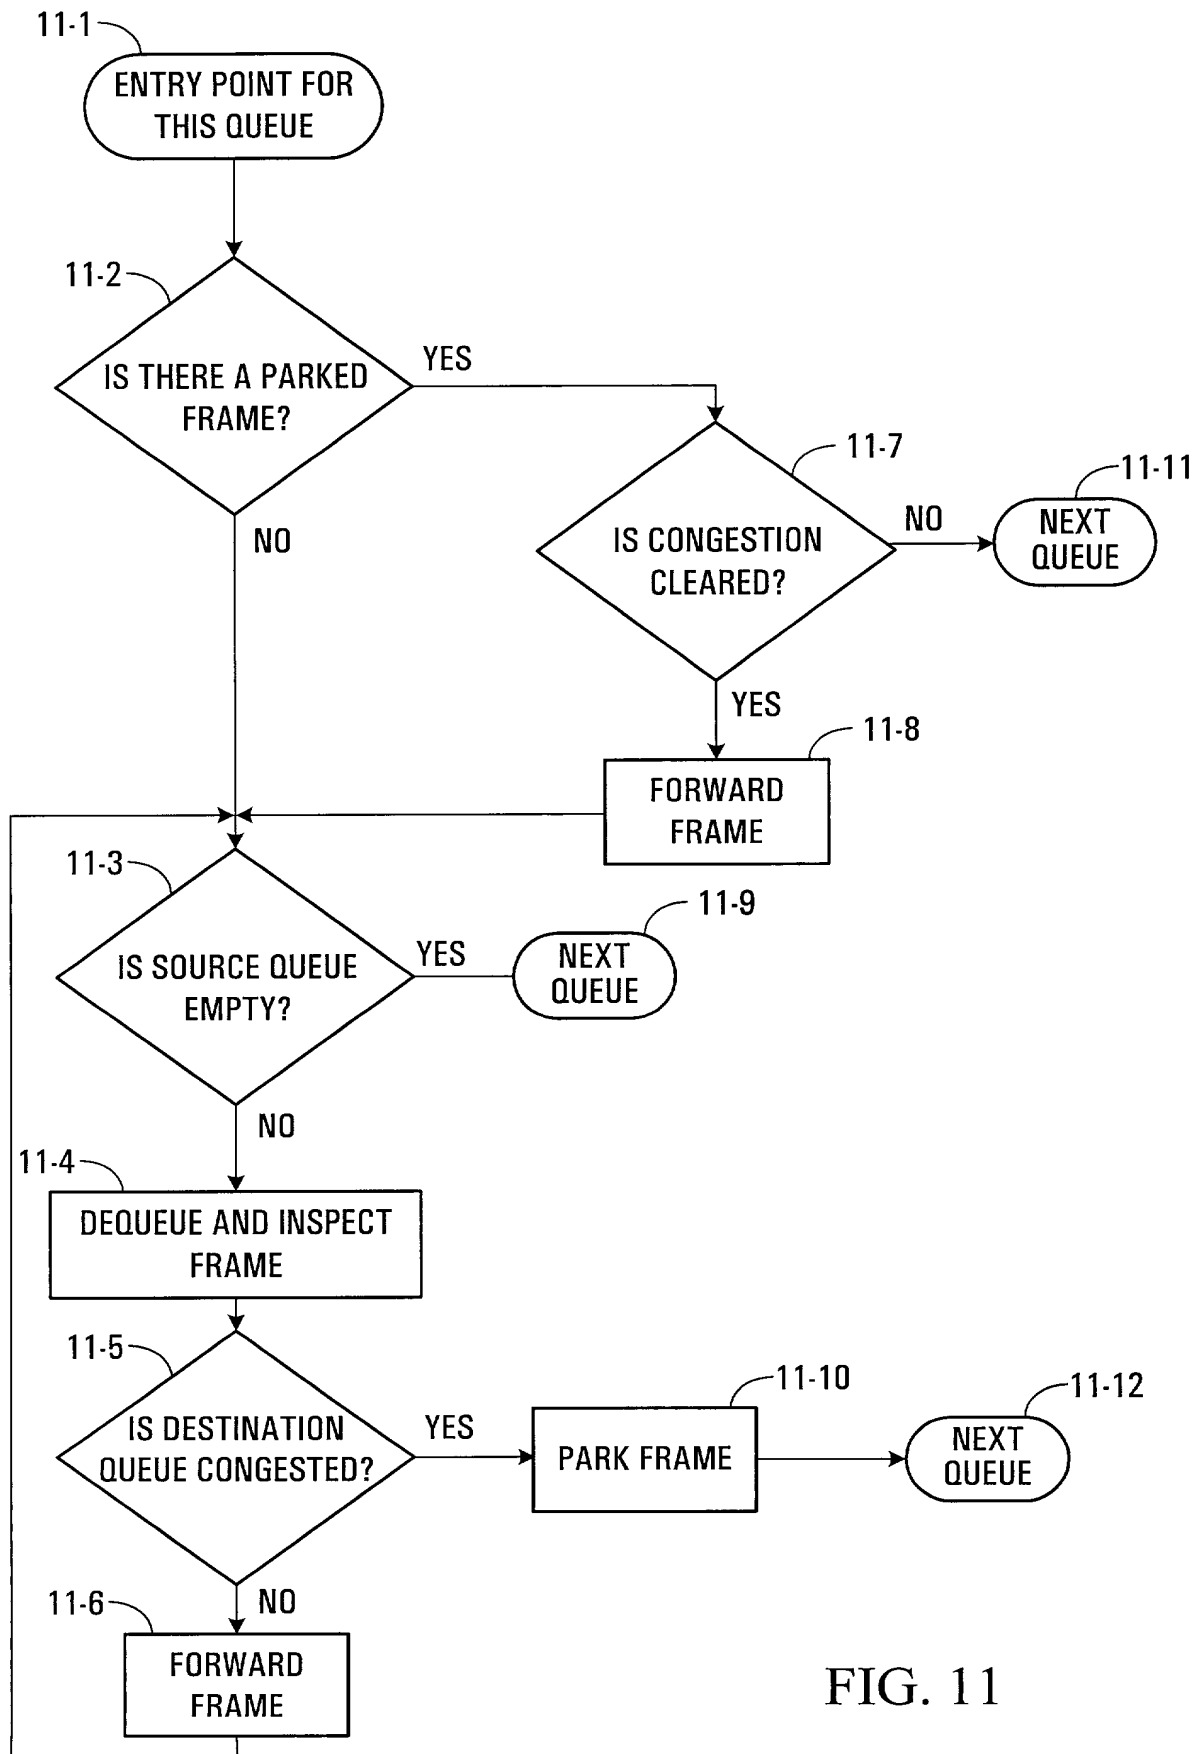 11-1
ENTRY POINT FOR
THIS QUEUE
11-2
IS THERE A PARKED
FRAME?
YES
NO
11-7
IS CONGESTION
CLEARED?
NO
11-11
NEXT
QUEUE
YES
11-8
FORWARD
FRAME
11-3
IS SOURCE QUEUE
EMPTY?
YES
11-9
NEXT
QUEUE
NO
11-4
DEQUEUE AND INSPECT
FRAME
11-5
IS DESTINATION
QUEUE CONGESTED?
YES
11-10
PARK FRAME
11-12
NEXT
QUEUE
NO
11-6
FORWARD
FRAME
FIG. 11